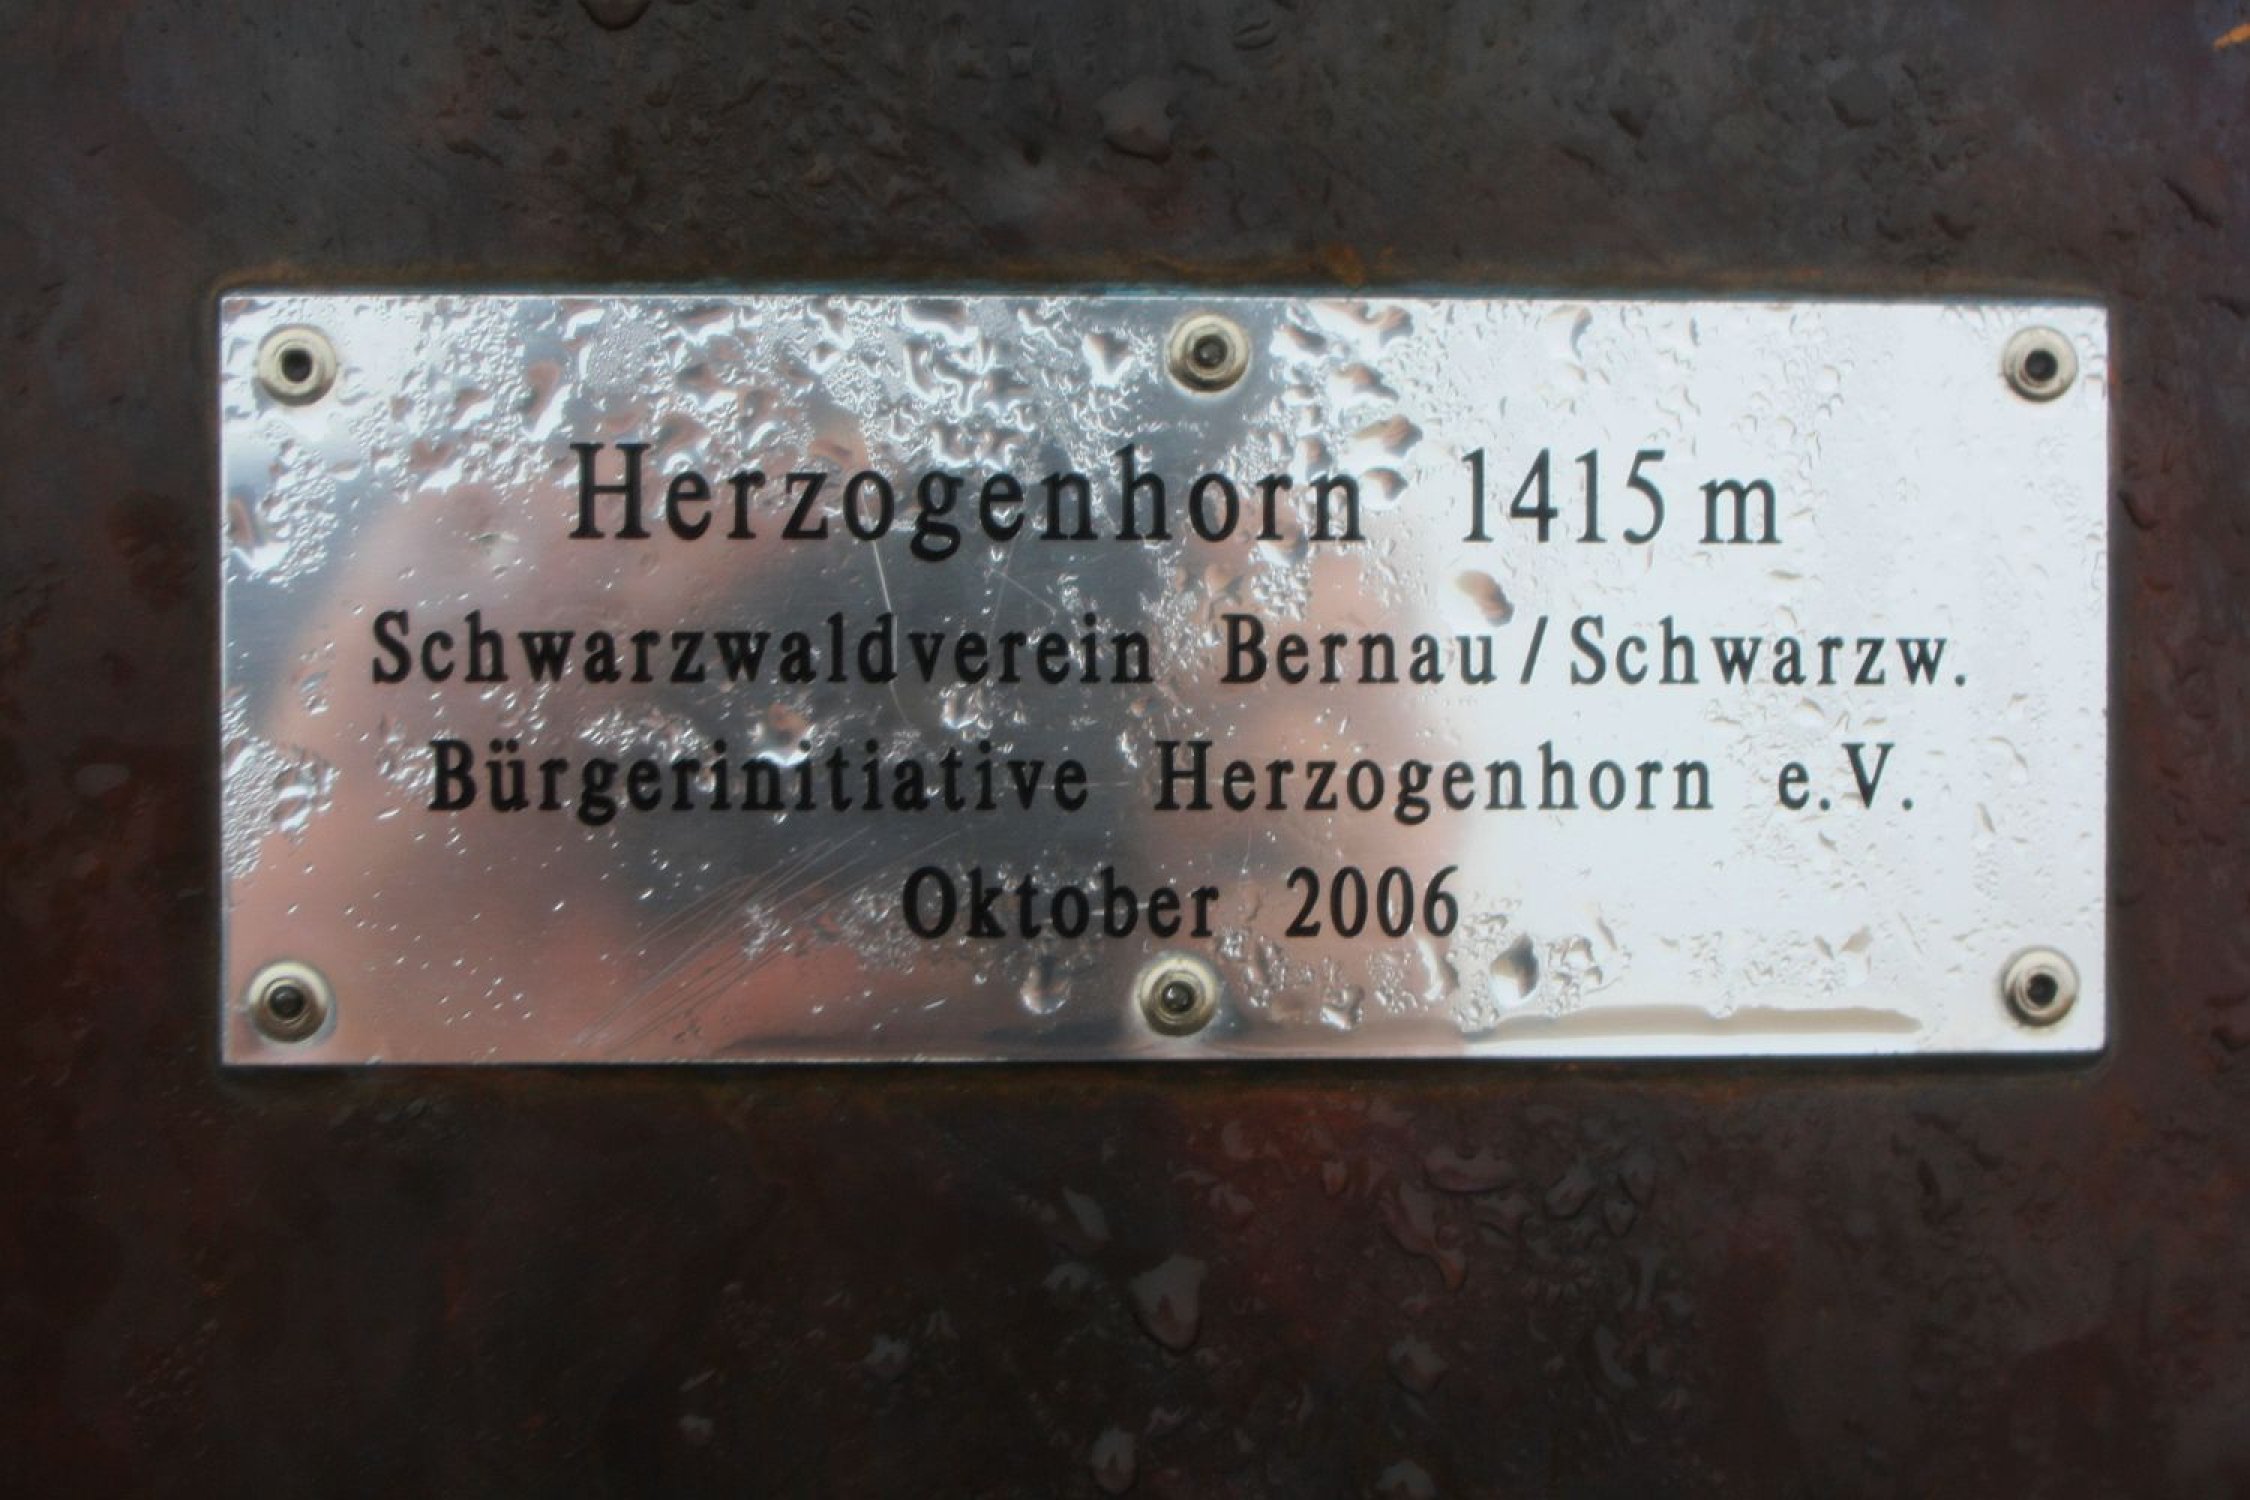 Herzogenhorn 1415 m
Schwarzwaldverein Bernau/Schwarzw.
Bürgerinitiative Herzogenhorn e.V.
Oktober 2006